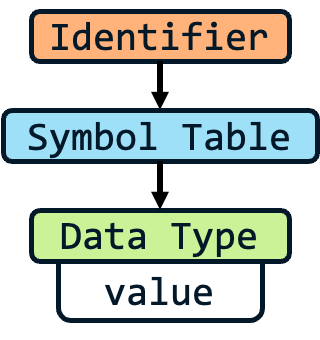 Identifier
Symbol Table
Data Type
value